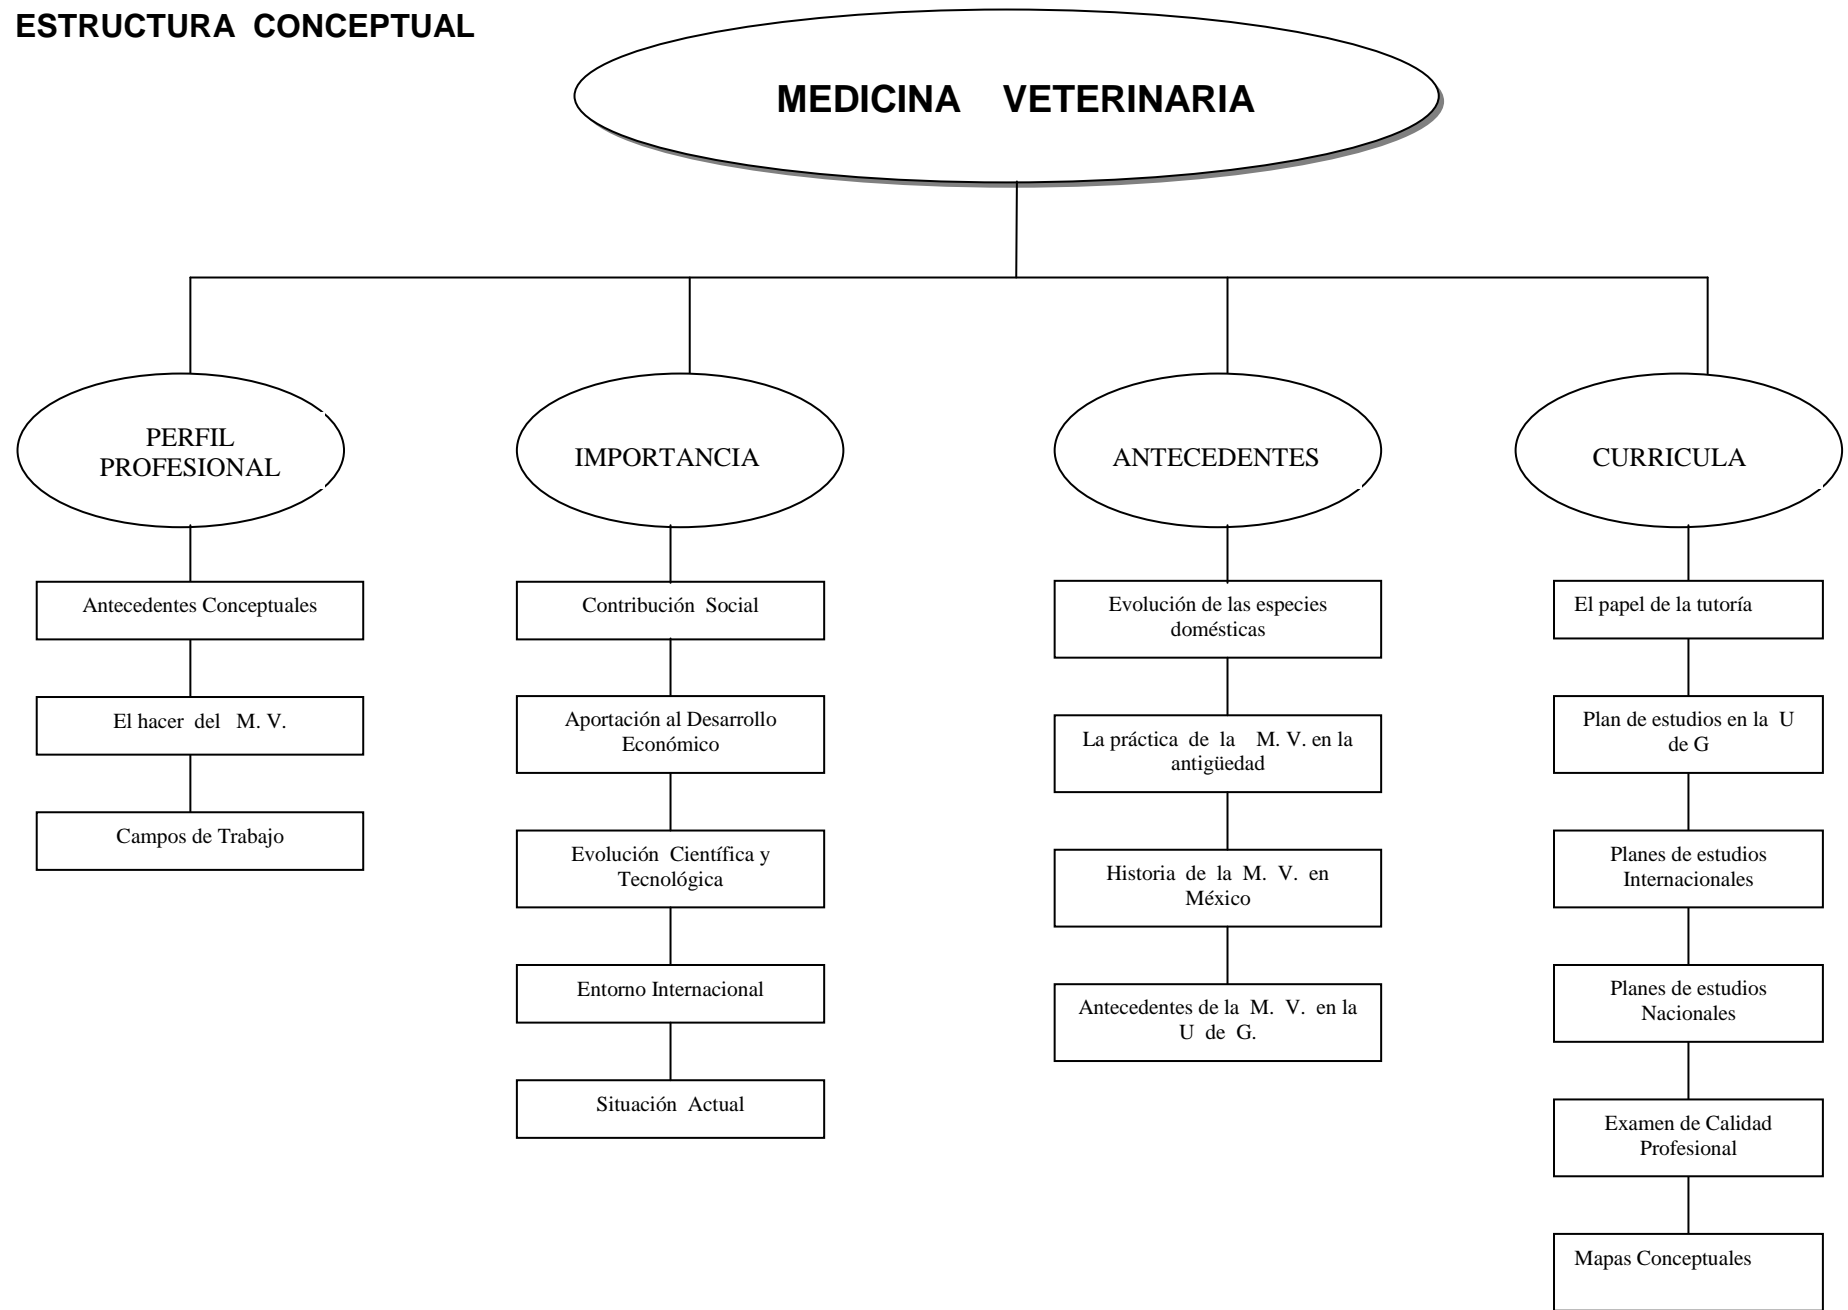 ESTRUCTURA CONCEPTUAL
MEDICINA VETERINARIA
PERFIL
PROFESIONAL
Antecedentes Conceptuales
El hacer del M. V.
Campos de Trabajo
IMPORTANCIA
Contribución Social
Aportación al Desarrollo
Económico
Evolución Científica y
Tecnológica
Entorno Internacional
Situación Actual
ANTECEDENTES
Evolución de las especies
domésticas
La práctica de la M. V. en la
antigüedad
Historia de la M. V. en
México
Antecedentes de la M. V. en la
U de G.
CURRICULA
El papel de la tutoría
Plan de estudios en la U
de G
Planes de estudios
Internacionales
Planes de estudios
Nacionales
Examen de Calidad
Profesional
Mapas Conceptuales